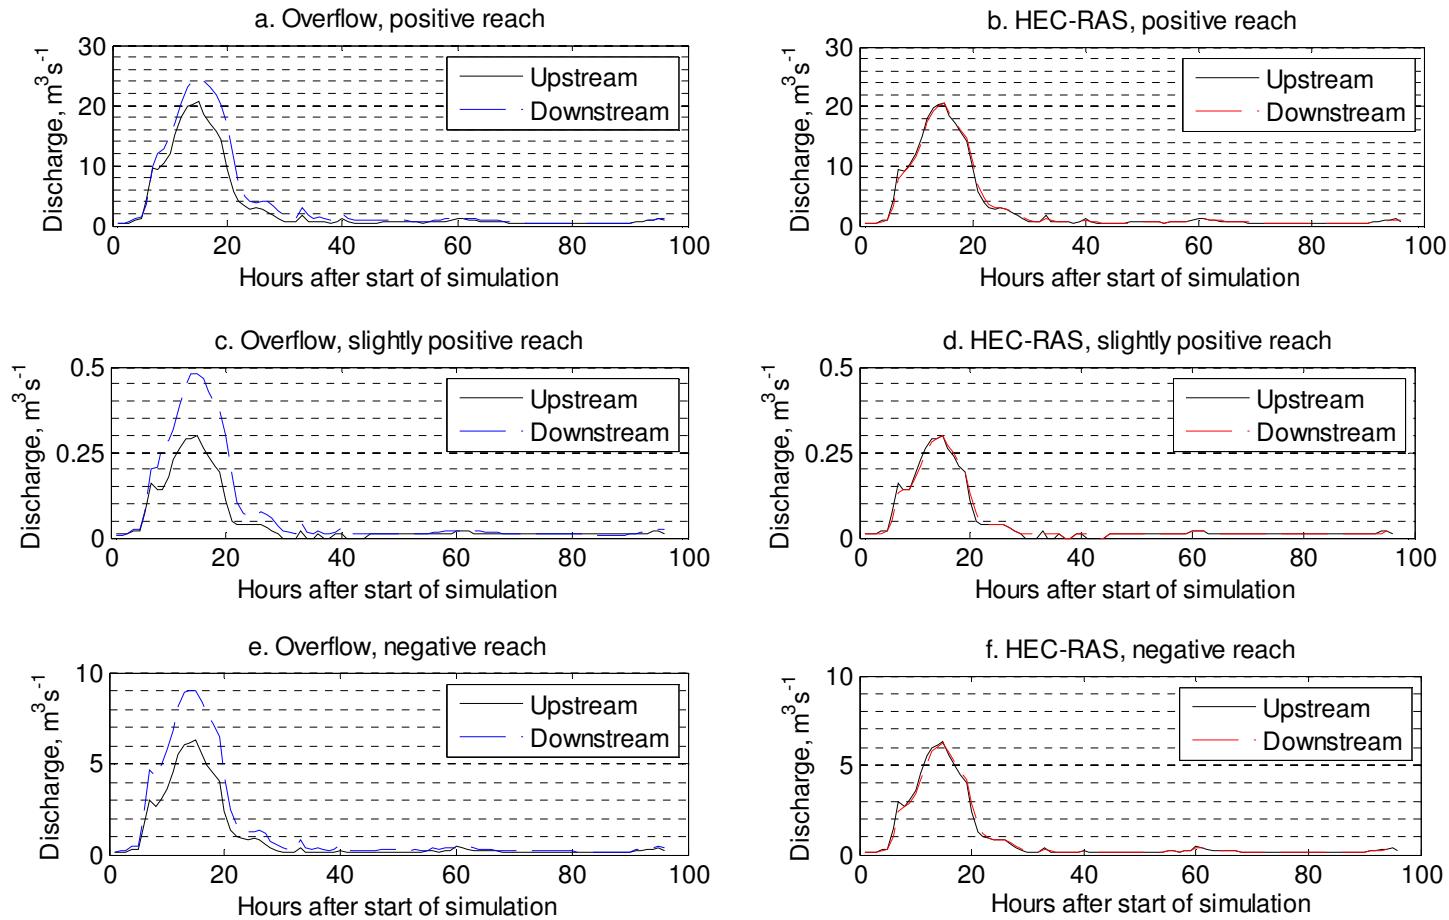 a. Overflow, positive reach
Discharge, m³s⁻¹
30
20
10
0
Upstream
Downstream
0 20 40 60 80 100
Hours after start of simulation
b. HEC-RAS, positive reach
Discharge, m³s⁻¹
30
20
10
0
Upstream
Downstream
0 20 40 60 80 100
Hours after start of simulation
c. Overflow, slightly positive reach
Discharge, m³s⁻¹
0.5
0.25
0
Upstream
Downstream
0 20 40 60 80 100
Hours after start of simulation
d. HEC-RAS, slightly positive reach
Discharge, m³s⁻¹
0.5
0.25
0
Upstream
Downstream
0 20 40 60 80 100
Hours after start of simulation
e. Overflow, negative reach
Discharge, m³s⁻¹
10
5
0
Upstream
Downstream
0 20 40 60 80 100
Hours after start of simulation
f. HEC-RAS, negative reach
Discharge, m³s⁻¹
10
5
0
Upstream
Downstream
0 20 40 60 80 100
Hours after start of simulation